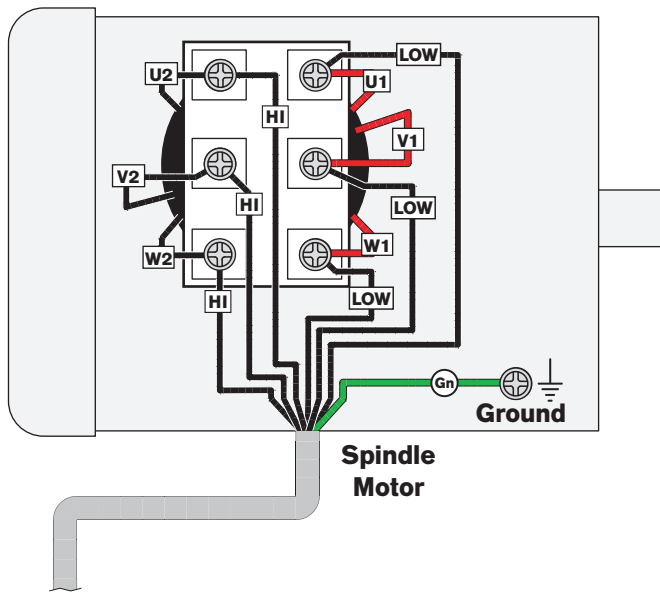 LOW
U2
U1
HI
V1
V2
HI
LOW
W1
W2
HI
LOW
Gn
Ground
Spindle
Motor